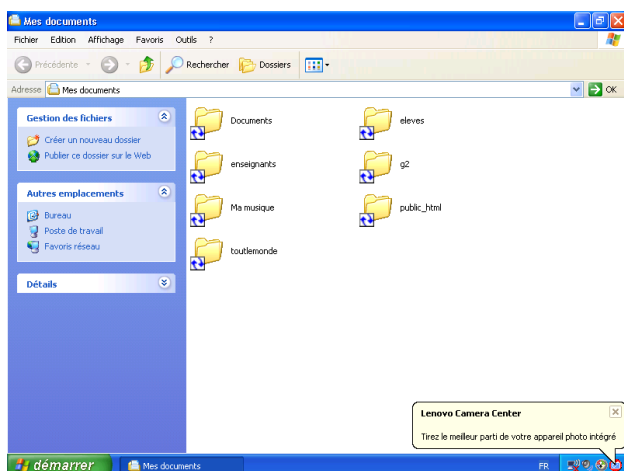 Mes documents
Fichier Edition Affichage Favoris Outils ?
Précédente Rechercher Dossiers
Adresse Mes documents OK
Gestion des fichiers
Créer un nouveau dossier
Publier ce dossier sur le Web
Autres emplacements
Bureau
Poste de travail
Favoris réseau
Détails
Documents eleves
enseignants g2
Ma musique public_html
toutlemonde
Lenovo Camera Center
Tirez le meilleur parti de votre appareil photo intégré
démarrer Mes documents FR